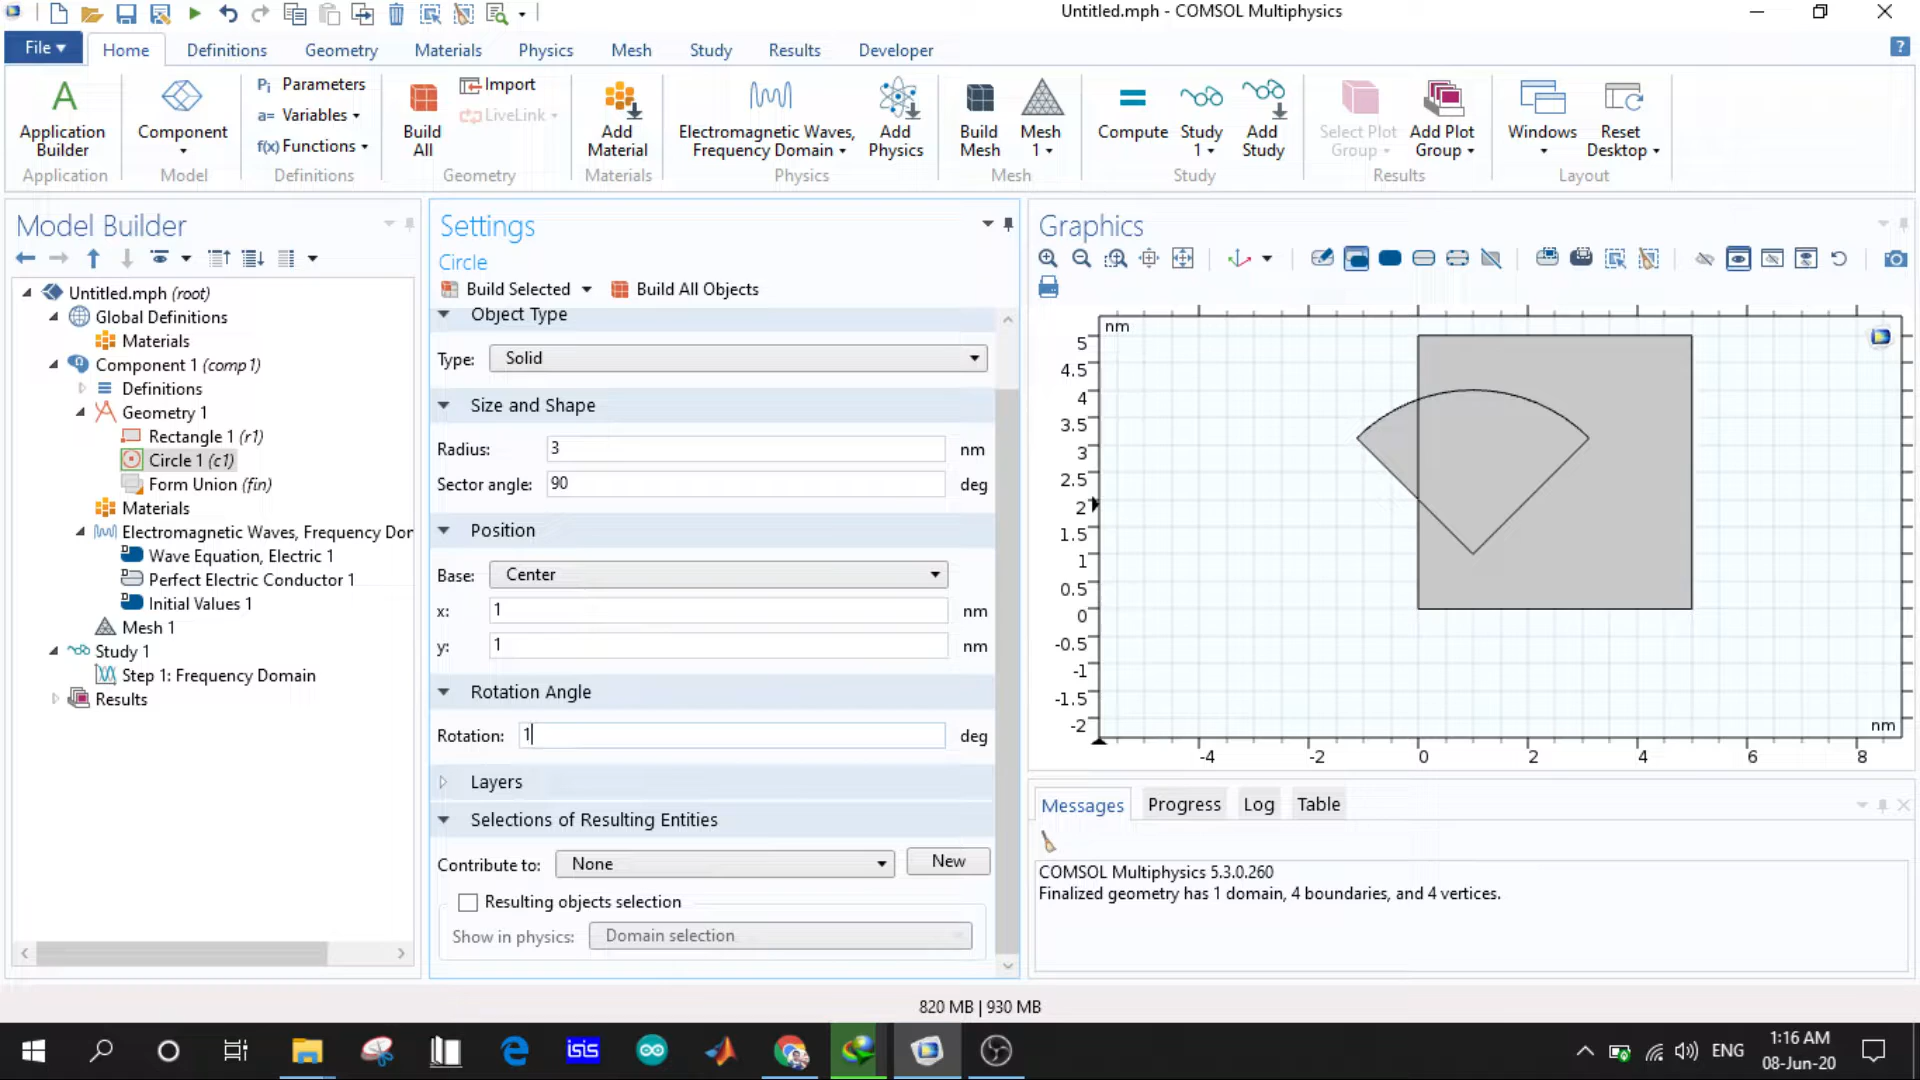 Untitled.mph - COMSOL Multiphysics
File
Home
Definitions
Geometry
Materials
Physics
Mesh
Study
Results
Developer
Application Builder
Application
Component
Model
Pi Parameters
a= Variables
f(x) Functions
Definitions
Build All
Import
LiveLink
Geometry
Add Material
Materials
Electromagnetic Waves, Frequency Domain
Add Physics
Physics
Build Mesh
Mesh 1
Mesh
Compute
Study 1
Add Study
Study
Select Plot Group
Add Plot Group
Results
Windows
Reset Desktop
Layout
Model Builder
Untitled.mph (root)
Global Definitions
Materials
Component 1 (comp1)
Definitions
Geometry 1
Rectangle 1 (r1)
Circle 1 (c1)
Form Union (fin)
Materials
Electromagnetic Waves, Frequency Dor
Wave Equation, Electric 1
Perfect Electric Conductor 1
Initial Values 1
Mesh 1
Study 1
Step 1: Frequency Domain
Results
Settings
Circle
Build Selected
Build All Objects
Object Type
Type: Solid
Size and Shape
Radius: 3 nm
Sector angle: 90 deg
Position
Base: Center
x: 1 nm
y: 1 nm
Rotation Angle
Rotation: 1 deg
Layers
Selections of Resulting Entities
Contribute to: None New
Resulting objects selection
Show in physics: Domain selection
Graphics
nm
5
4.5
4
3.5
3
2.5
2
1.5
1
0.5
0
-0.5
-1
-1.5
-2
nm
-4 -2 0 2 4 6 8
Messages
Progress
Log
Table
COMSOL Multiphysics 5.3.0.260
Finalized geometry has 1 domain, 4 boundaries, and 4 vertices.
820 MB | 930 MB
isis
ENG
1:16 AM
08-Jun-20